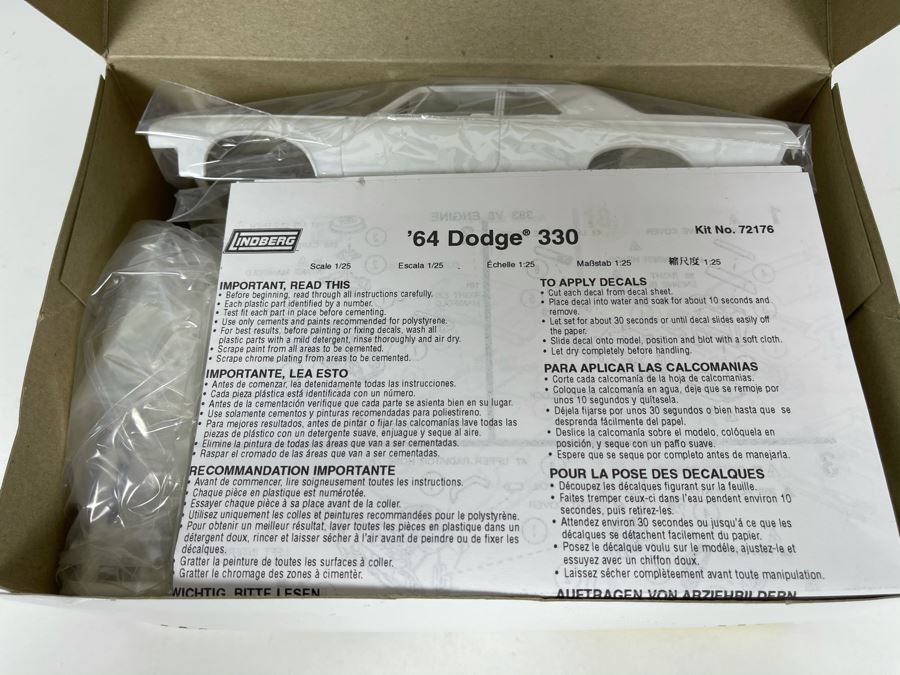 LINDBERG
'64 Dodge® 330
Kit No. 72176
Scale 1/25 Escala 1/25 Échelle 1:25 Maßstab 1:25 縮尺度 1:25
IMPORTANT, READ THIS
• Before beginning, read through all instructions carefully.
• Each plastic part identified by a number.
• Test fit each part in place before cementing.
• Use only cements and paints recommended for polystyrene.
• For best results, before painting or fixing decals, wash all
plastic parts with a mild detergent, rinse thoroughly and air dry.
• Scrape paint from all areas to be cemented.
• Scrape chrome plating from areas to be cemented.
IMPORTANTE, LEA ESTO
• Antes de comenzar, lea detenidamente todas las instrucciones.
• Cada pieza plástica está identificada con un número.
• Antes de la cementación verifique que cada parte se asienta bien en su lugar.
• Use solamente cementos y pinturas recomendadas para poliestireno.
• Para mejores resultados, antes de pintar o fijar las calcomanías lave todas las
piezas de plástico con un detergente suave, enjuague y seque al aire.
• Elimine la pintura de todas las áreas que van a ser cementadas.
• Raspar el cromado de las áreas que van a ser cementadas.
RECOMMANDATION IMPORTANTE
• Avant de commencer, lire soigneusement toutes les instructions.
• Chaque pièce en plastique est numérotée.
• Essayer chaque pièce à sa place avant de la coller.
• Utilisez uniquement les colles et peintures recommandées pour le polystyrène.
• Pour obtenir un meilleur résultat, laver toutes les pièces en plastique dans un
détergent doux, rincer et laisser sécher à l'air avant de peindre ou de fixer les
décalques.
Gratter la peinture de toutes les surfaces à coller.
Gratter le chromage des zones à cimentèr.
WICHTIG, BITTE LESEN
TO APPLY DECALS
• Cut each decal from decal sheet.
• Place decal into water and soak for about 10 seconds and
remove.
• Let set for about 30 seconds or until decal slides easily off
the paper.
• Slide decal onto model, position and blot with a soft cloth.
• Let dry completely before handling.
PARA APLICAR LAS CALCOMANIAS
• Corte cada calcomanía de la hoja de calcomanias.
• Coloque la calcomanía en agua, deje que se remoje por
unos 10 segundos y quítesela.
• Déjela fijarse por unos 30 segundos o bien hasta que se
desprenda fácilmente del papel.
• Deslice la calcomanía sobre el modelo, colóquela en
posición, y seque con un paño suave.
• Espere que se seque por completo antes de manejarla.
POUR LA POSE DES DECALQUES
• Découpez les décalques figurant sur la feuille.
• Faites tremper ceux-ci dans l'eau pendent environ 10
secondes, puis retirez-les.
• Attendez environ 30 secondes ou jusqu'à ce que les
décalques se détachent facilement du papier.
• Posez le décalque voulu sur le modèle, ajustez-le et
essuyez avec un chiffon doux.
• Laissez sécher complèetement avant toute manipulation.
AUFTRAGEN VON ABZIEHBILDERN